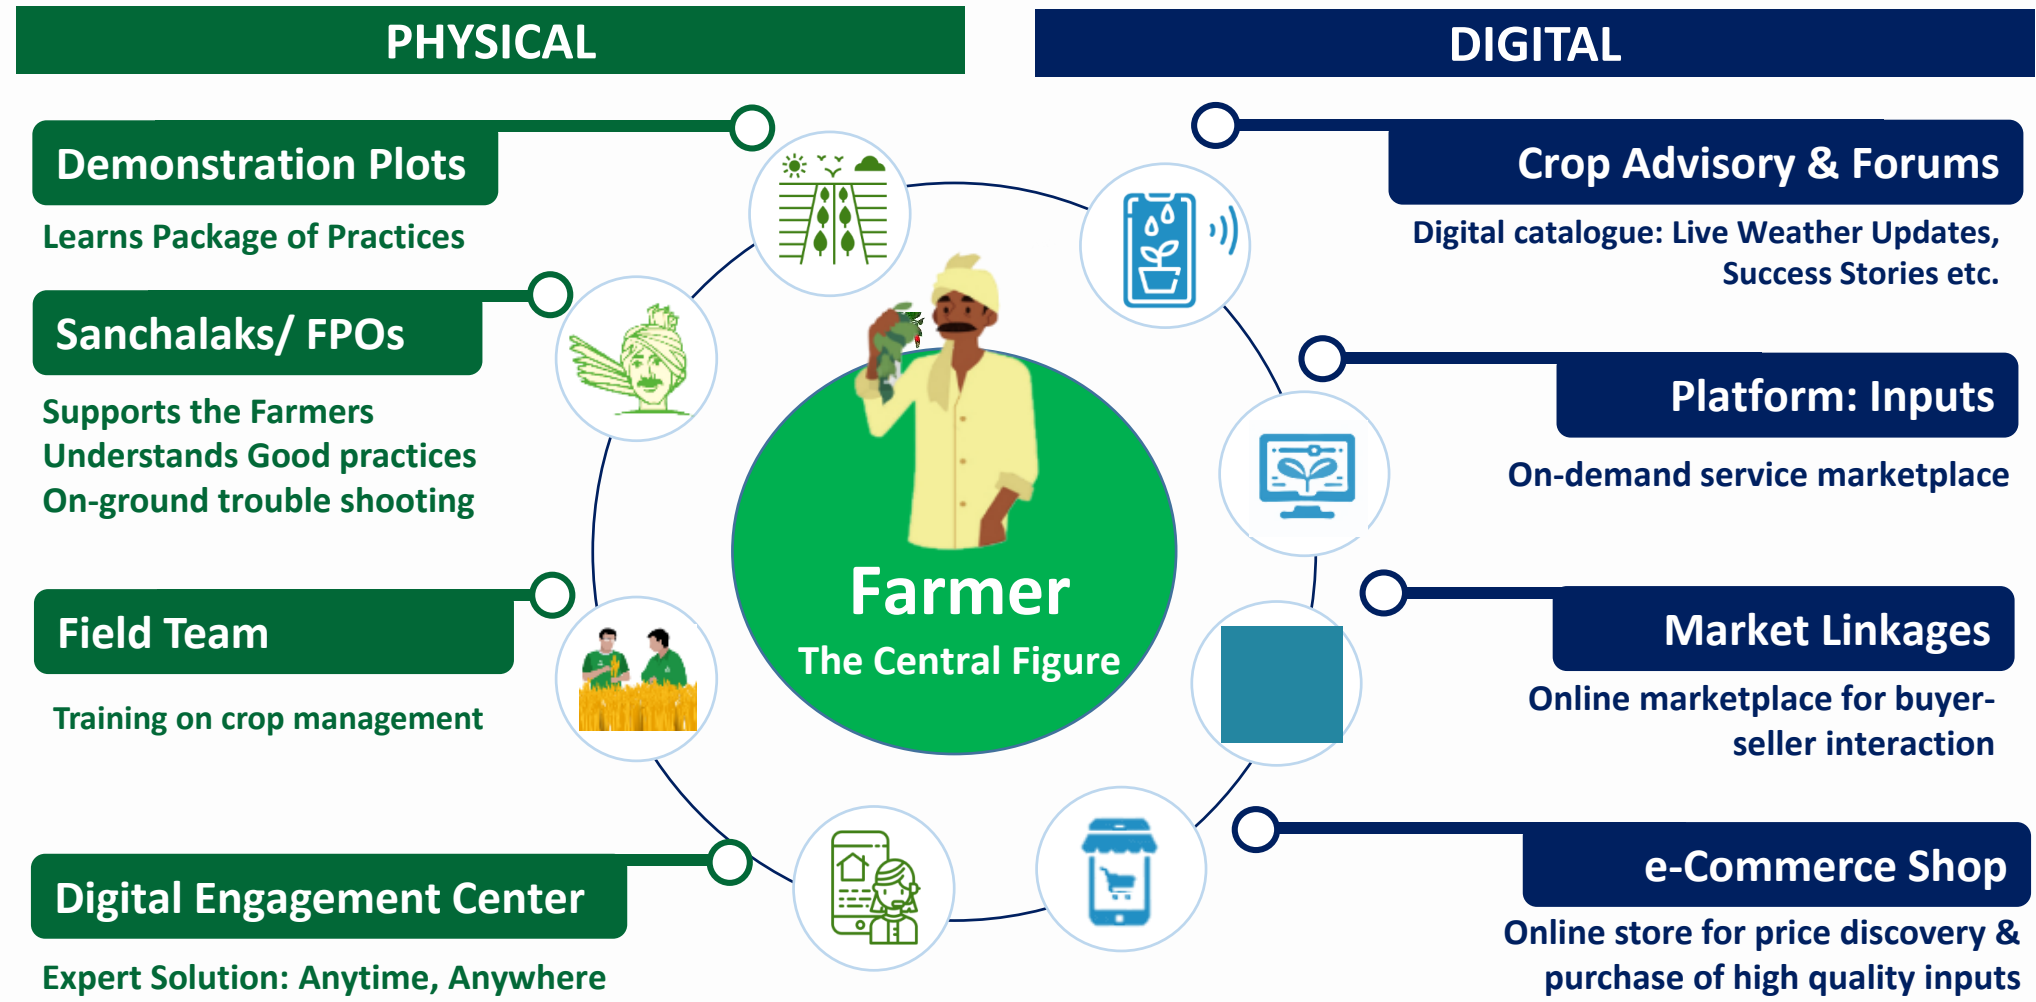 PHYSICAL
Demonstration Plots
Learns Package of Practices
Sanchalaks/ FPOs
Supports the Farmers
Understands Good practices
On-ground trouble shooting
Field Team
Training on crop management
Digital Engagement Center
Expert Solution: Anytime, Anywhere
Farmer
The Central Figure
DIGITAL
Crop Advisory & Forums
Digital catalogue: Live Weather Updates,
Success Stories etc.
Platform: Inputs
On-demand service marketplace
Market Linkages
Online marketplace for buyer-
seller interaction
e-Commerce Shop
Online store for price discovery &
purchase of high quality inputs